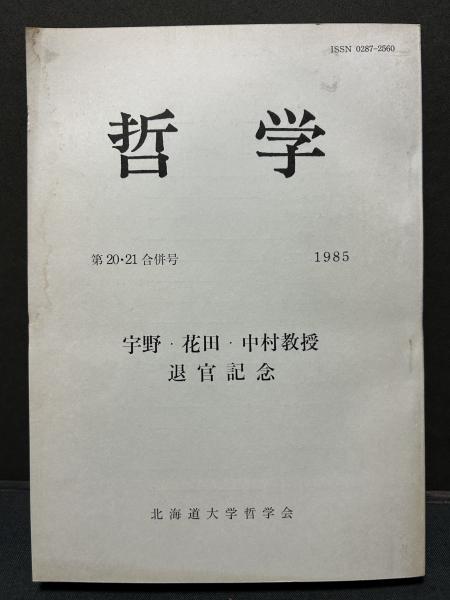 ISSN 0287-2560
哲学
第20・21合併号 1985
宇野・花田・中村教授
退官記念
北海道大学哲学会